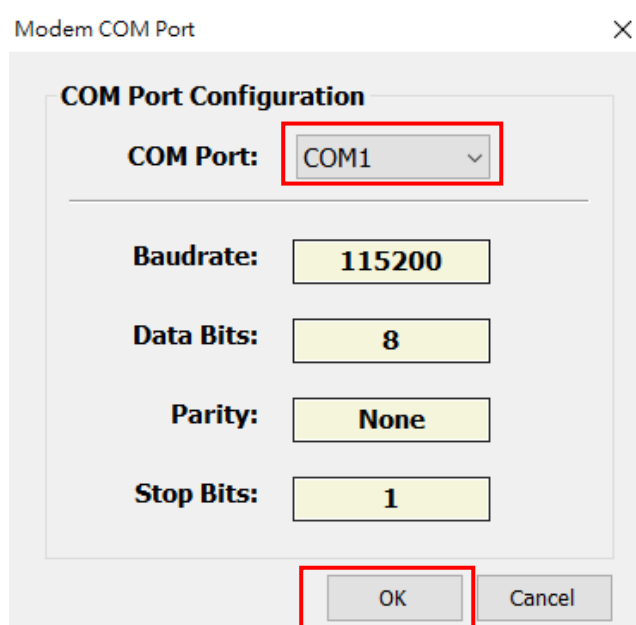 Modem COM Port
COM Port Configuration
COM Port: COM1
Baudrate: 115200
Data Bits: 8
Parity: None
Stop Bits: 1
OK Cancel